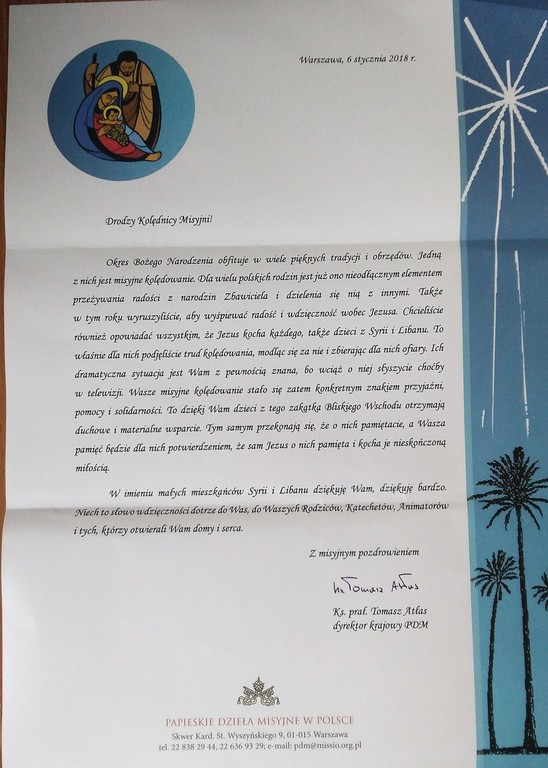 Warszawa, 6 stycznia 2018 r.
Drodzy Kolędnicy Misyjni!
Okres Bożego Narodzenia obfituje w wiele pięknych tradycji i obrzędów. Jedną
z nich jest misyjne kolędowanie. Dla wielu polskich rodzin jest już ono nieodłącznym elementem
przeżywania radości z narodzin Zbawiciela i dzielenia się nią z innymi. Także
w tym roku wyruszyliście, aby wyśpiewać radość i wdzięczność wobec Jezusa. Chcieliście
również opowiadać wszystkim, że Jezus kocha każdego, także dzieci z Syrii i Libanu. To
właśnie dla nich podjęliście trud kolędowania, modląc się za nie i zbierając dla nich ofiary. Ich
dramatyczna sytuacja jest Wam z pewnością znana, bo wciąż o niej słyszycie choćby
w telewizji. Wasze misyjne kolędowanie stało się zatem konkretnym znakiem przyjaźni,
pomocy i solidarności. To dzięki Wam dzieci z tego zakątka Bliskiego Wschodu otrzymają
duchowe i materialne wsparcie. Tym samym przekonają się, że o nich pamiętacie, a Wasza
pamięć będzie dla nich potwierdzeniem, że sam Jezus o nich pamięta i kocha je nieskończoną
miłością.
W imieniu małych mieszkańców Syrii i Libanu dziękuję Wam, dziękuję bardzo.
Niech to słowo wdzięczności dotrze do Was, do Waszych Rodziców, Katechetów, Animatorów
i tych, którzy otwierali Wam domy i serca.
Z misyjnym pozdrowieniem
ks Tomasz Atłas
Ks. prał. Tomasz Atłas
dyrektor krajowy PDM
PAPIESKIE DZIEŁA MISYJNE W POLSCE
Skwer Kard. St. Wyszyńskiego 9, 01-015 Warszawa
tel. 22 838 29 44, 22 636 93 29; e-mail: pdm@missio.org.pl